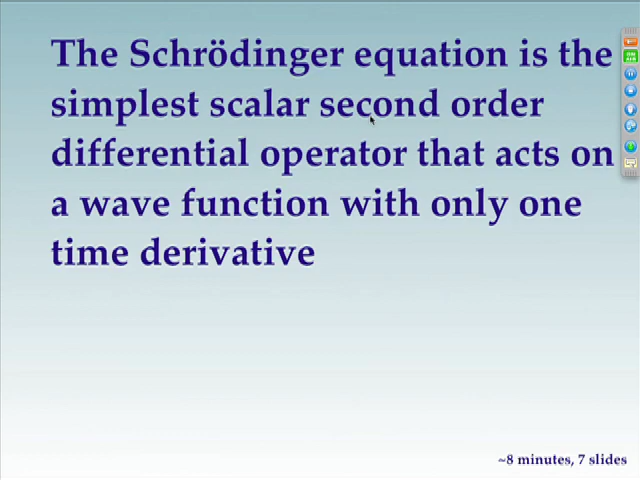 The Schrödinger equation is the
simplest scalar second order
differential operator that acts on
a wave function with only one
time derivative
~8 minutes, 7 slides